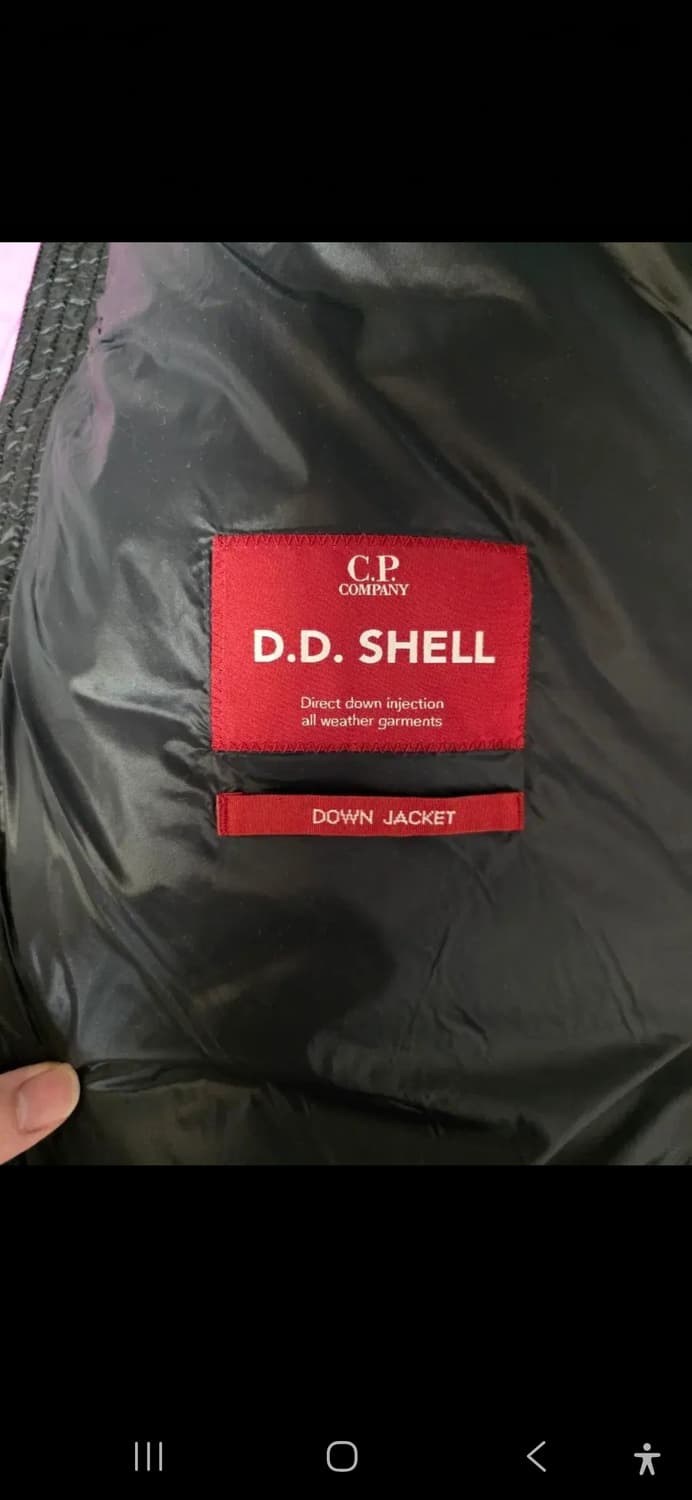 C.P.
COMPANY
D.D. SHELL
Direct down injection
all weather garments
DOWN JACKET